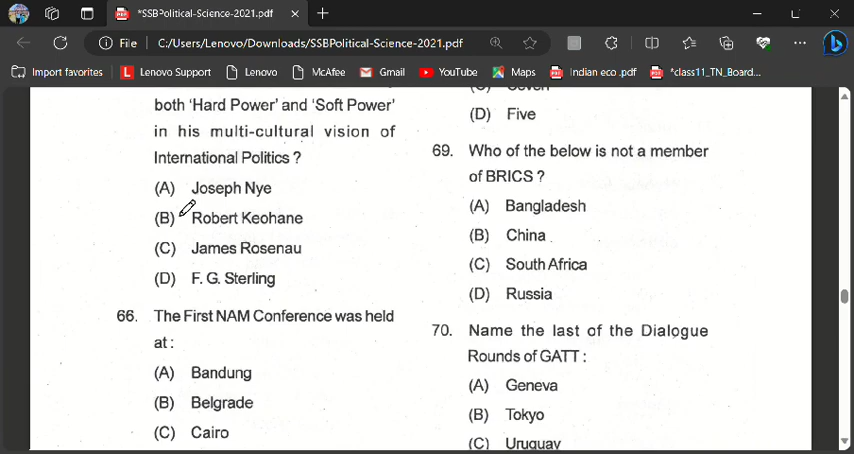 *SSBPolitical-Science-2021.pdf
File
C:/Users/Lenovo/Downloads/SSBPolitical-Science-2021.pdf
Import favorites
Lenovo Support
Lenovo
McAfee
Gmail
YouTube
Maps
Indian eco .pdf
*class11_TN_Board...
both ‘Hard Power’ and ‘Soft Power’
in his multi-cultural vision of
International Politics ?
(A) Joseph Nye
(B) Robert Keohane
(C) James Rosenau
(D) F. G. Sterling
66. The First NAM Conference was held
at :
(A) Bandung
(B) Belgrade
(C) Cairo
(C) Seven
(D) Five
69. Who of the below is not a member
of BRICS ?
(A) Bangladesh
(B) China
(C) South Africa
(D) Russia
70. Name the last of the Dialogue
Rounds of GATT :
(A) Geneva
(B) Tokyo
(C) Uruguay